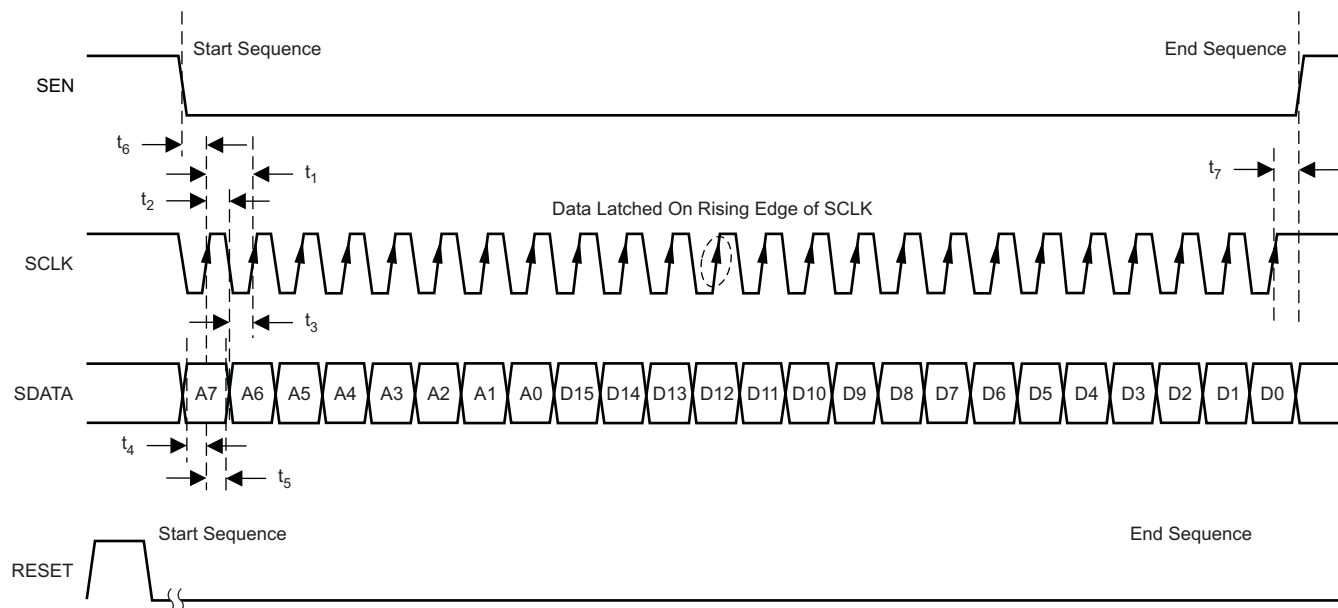 Start Sequence
End Sequence
SEN
t6
t1
t7
t2
Data Latched On Rising Edge of SCLK
SCLK
t3
SDATA
A7 A6 A5 A4 A3 A2 A1 A0 D15 D14 D13 D12 D11 D10 D9 D8 D7 D6 D5 D4 D3 D2 D1 D0
t4
t5
Start Sequence
End Sequence
RESET